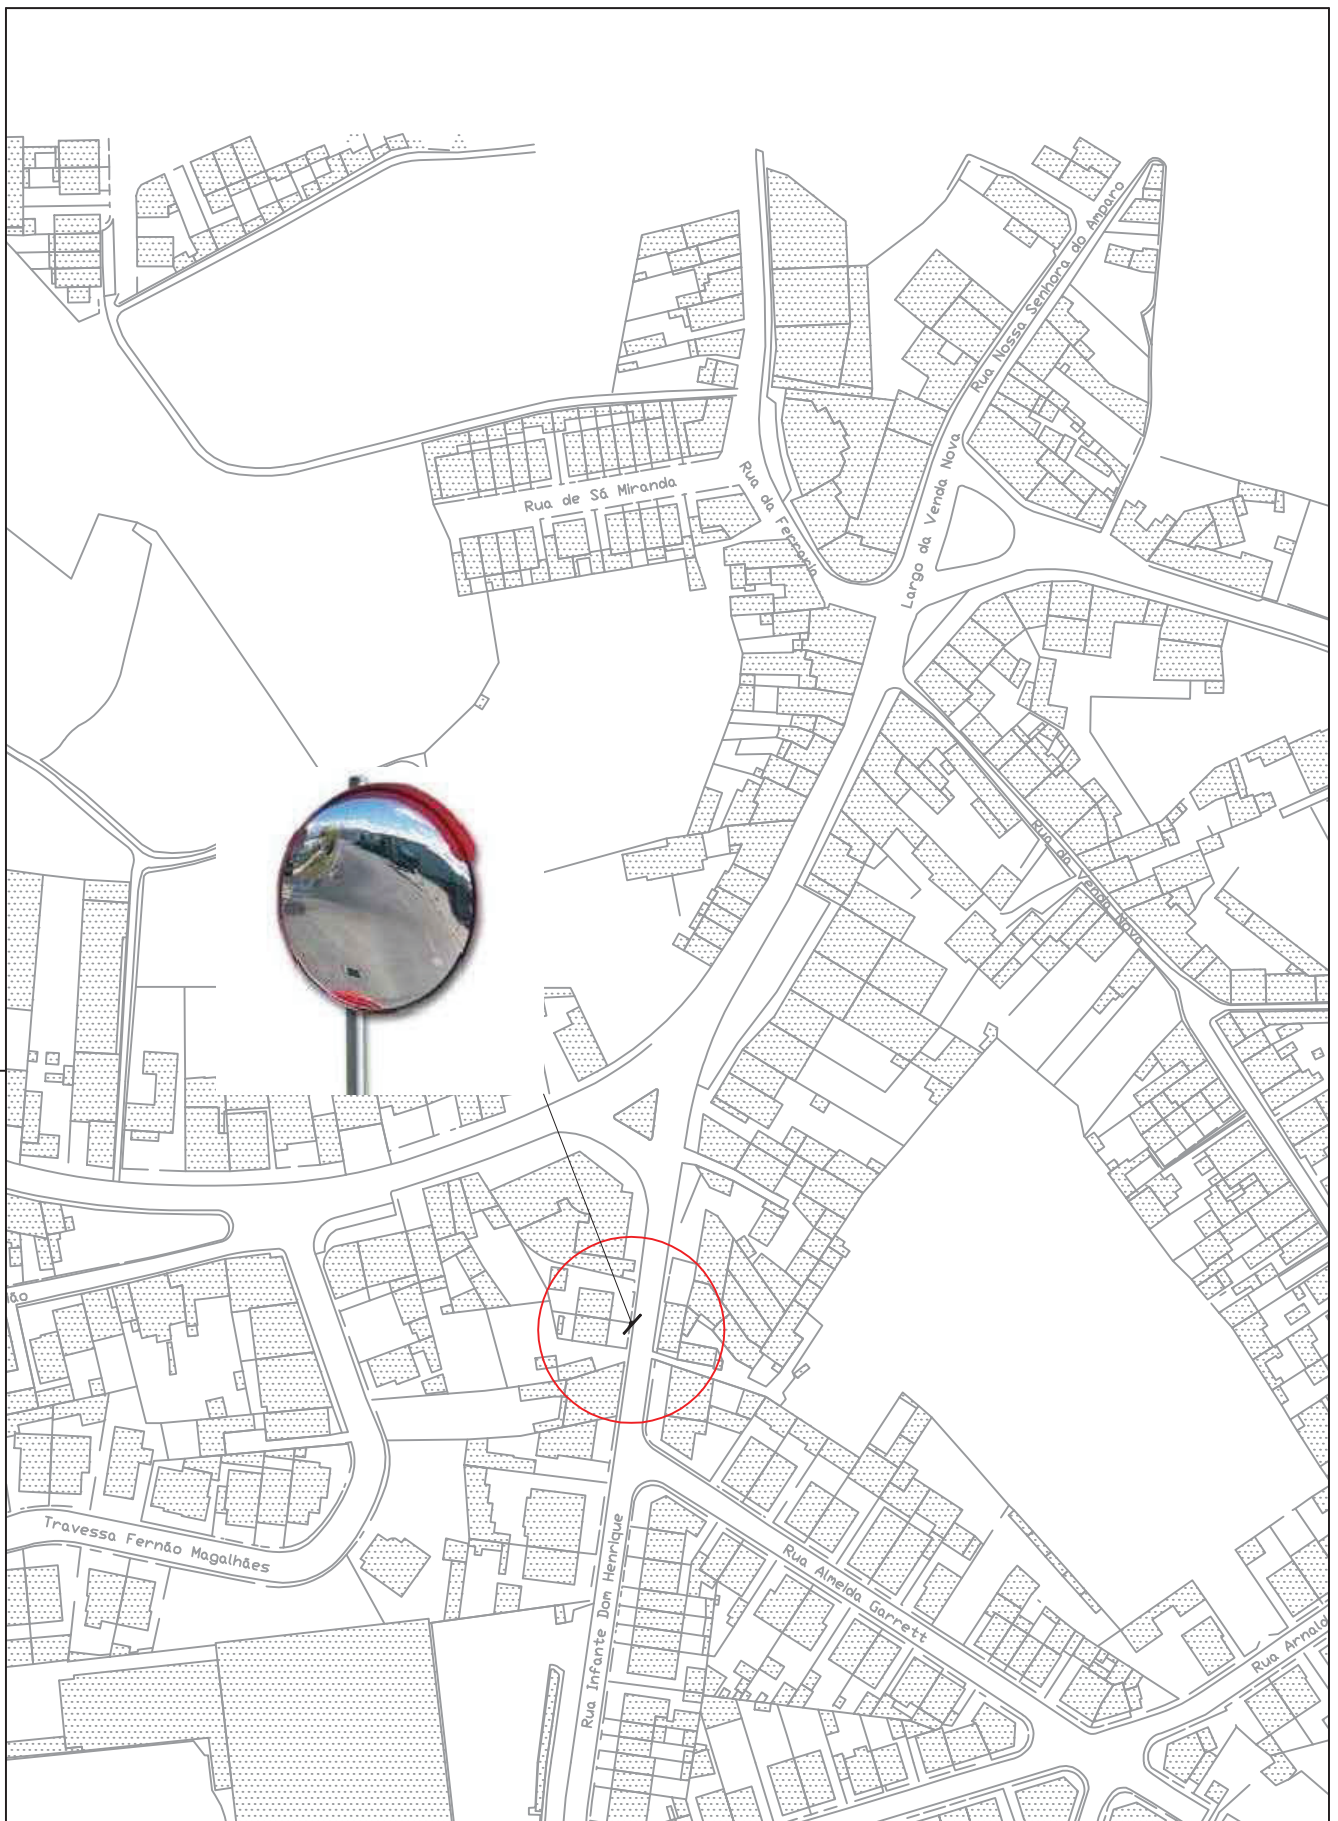 Rua Nossa Senhora do Amparo
Rua de Sá Miranda
Rua da Ferraria
Largo da Venda Nova
Rua da Venda Nova
ião
Travessa Fernão Magalhães
Rua Infante Dom Henrique
Rua Almeida Garrett
Rua Arnald